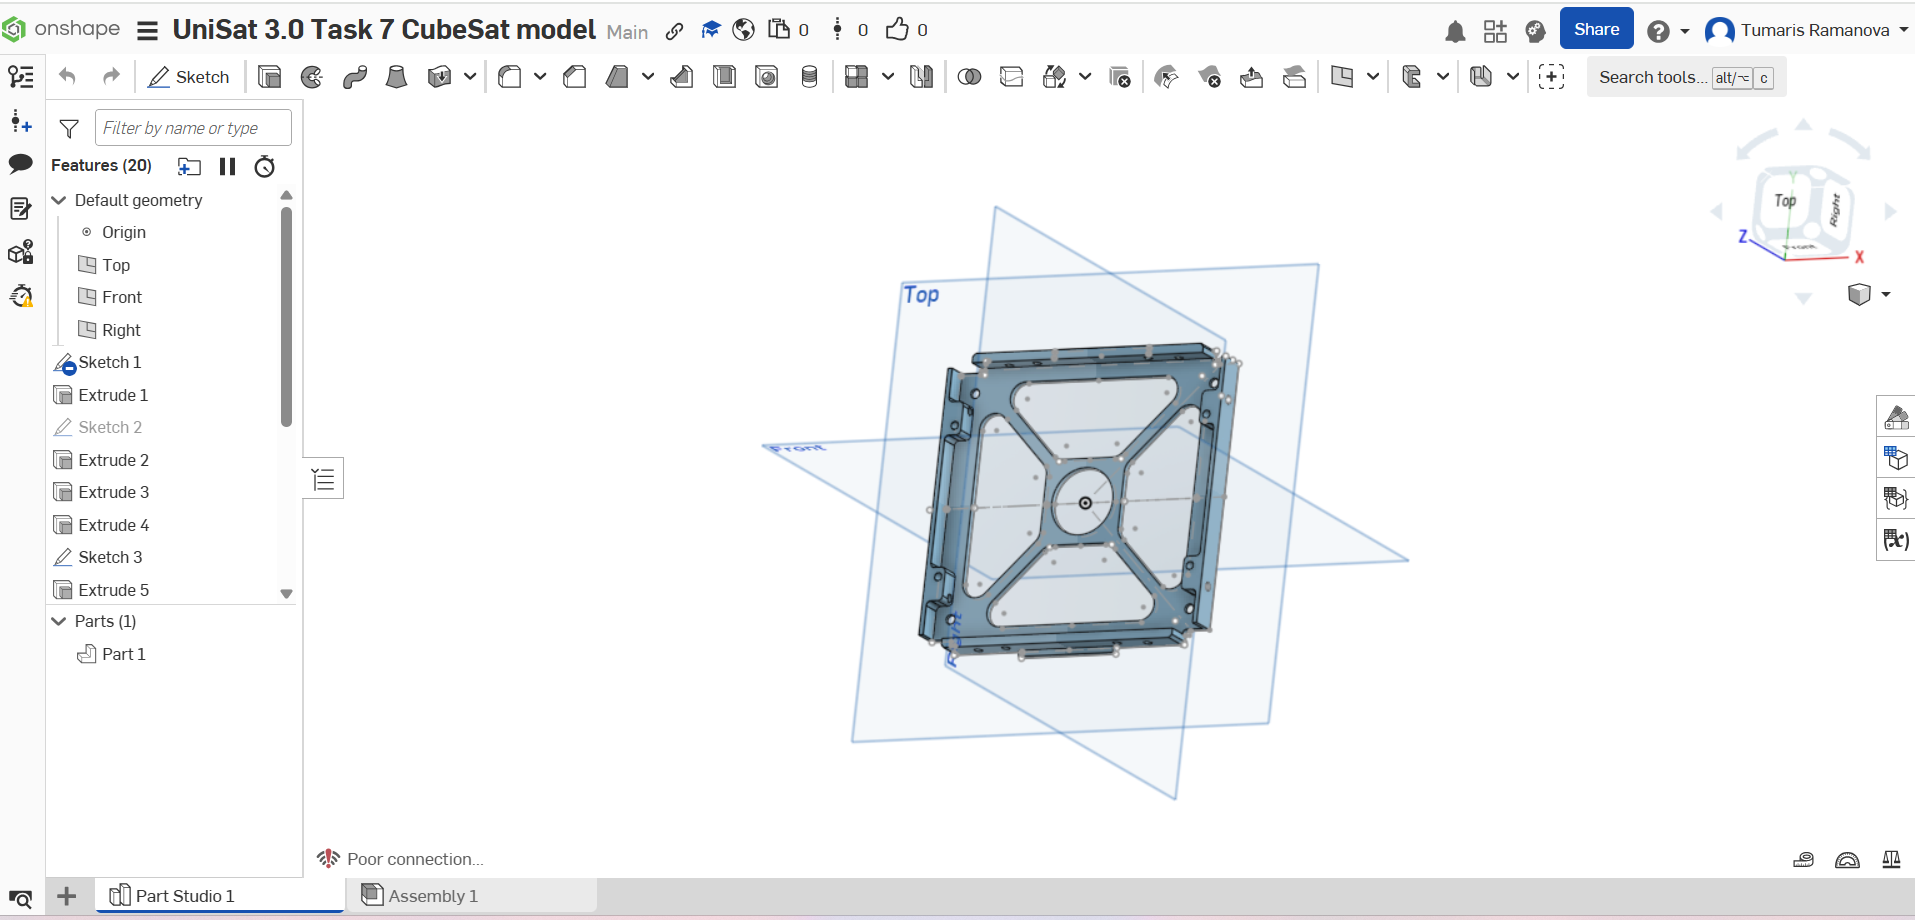 onshape UniSat 3.0 Task 7 CubeSat model Main 0 0 0 Share Tumaris Ramanova
Sketch Search tools... alt/⌥ c
Filter by name or type
Features (20)
Default geometry
Origin
Top
Front
Right
Sketch 1
Extrude 1
Sketch 2
Extrude 2
Extrude 3
Extrude 4
Sketch 3
Extrude 5
Parts (1)
Part 1
Top
Front
Right
Y
Top
Right
Front
Z
X
Poor connection...
Part Studio 1
Assembly 1